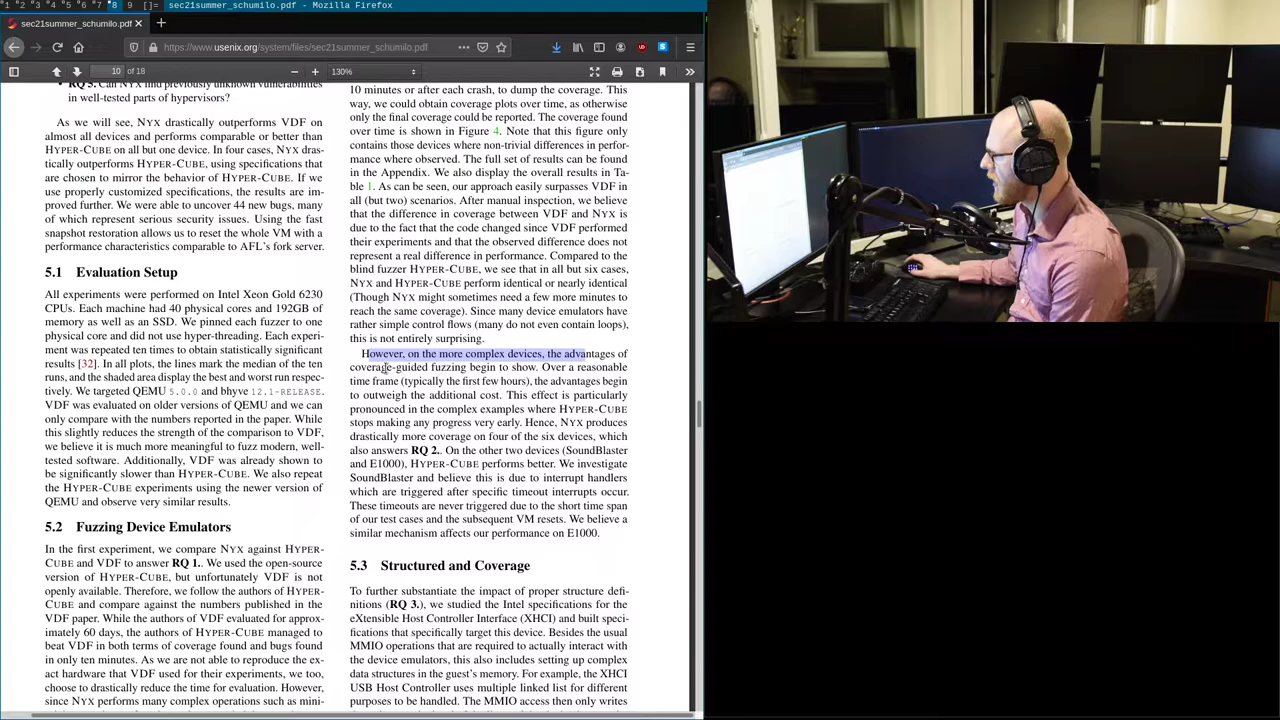 1 2 3 4 5 6 7 8 9 []= sec21summer_schumilo.pdf - Mozilla Firefox
sec21summer_schumilo.pdf
https://www.usenix.org/system/files/sec21summer_schumilo.pdf
10 of 18
130%
in well-tested parts of hypervisors?
As we will see, NYX drastically outperforms VDF on
almost all devices and performs comparable or better than
HYPER-CUBE on all but one device. In four cases, NYX dras-
tically outperforms HYPER-CUBE, using specifications that
are chosen to mirror the behavior of HYPER-CUBE. If we
use properly customized specifications, the results are im-
proved further. We were able to uncover 44 new bugs, many
of which represent serious security issues. Using the fast
snapshot restoration allows us to reset the whole VM with a
performance characteristics comparable to AFL's fork server.
5.1 Evaluation Setup
All experiments were performed on Intel Xeon Gold 6230
CPUs. Each machine had 40 physical cores and 192GB of
memory as well as an SSD. We pinned each fuzzer to one
physical core and did not use hyper-threading. Each experi-
ment was repeated ten times to obtain statistically significant
results [32]. In all plots, the lines mark the median of the ten
runs, and the shaded area display the best and worst run respec-
tively. We targeted QEMU 5.0.0 and bhyve 12.1-RELEASE.
VDF was evaluated on older versions of QEMU and we can
only compare with the numbers reported in the paper. While
this slightly reduces the strength of the comparison to VDF,
we believe it is much more meaningful to fuzz modern, well-
tested software. Additionally, VDF was already shown to
be significantly slower than HYPER-CUBE. We also repeat
the HYPER-CUBE experiments using the newer version of
QEMU and observe very similar results.
5.2 Fuzzing Device Emulators
In the first experiment, we compare NYX against HYPER-
CUBE and VDF to answer RQ 1.. We used the open-source
version of HYPER-CUBE, but unfortunately VDF is not
openly available. Therefore, we follow the authors of HYPER-
CUBE and compare against the numbers published in the
VDF paper. While the authors of VDF evaluated for approx-
imately 60 days, the authors of HYPER-CUBE managed to
beat VDF in both terms of coverage found and bugs found
in only ten minutes. As we are not able to reproduce the ex-
act hardware that VDF used for their experiments, we too,
choose to drastically reduce the time for evaluation. However,
since NYX performs many complex operations such as mini-
10 minutes or after each crash, to dump the coverage. This
way, we could obtain coverage plots over time, as otherwise
only the final coverage could be reported. The coverage found
over time is shown in Figure 4. Note that this figure only
contains those devices where non-trivial differences in perfor-
mance where observed. The full set of results can be found
in the Appendix. We also display the overall results in Ta-
ble 1. As can be seen, our approach easily surpasses VDF in
all (but two) scenarios. After manual inspection, we believe
that the difference in coverage between VDF and NYX is
due to the fact that the code changed since VDF performed
their experiments and that the observed difference does not
represent a real difference in performance. Compared to the
blind fuzzer HYPER-CUBE, we see that in all but six cases,
NYX and HYPER-CUBE perform identical or nearly identical
(Though NYX might sometimes need a few more minutes to
reach the same coverage). Since many device emulators have
rather simple control flows (many do not even contain loops),
this is not entirely surprising.
However, on the more complex devices, the advantages of
coverage-guided fuzzing begin to show. Over a reasonable
time frame (typically the first few hours), the advantages begin
to outweigh the additional cost. This effect is particularly
pronounced in the complex examples where HYPER-CUBE
stops making any progress very early. Hence, NYX produces
drastically more coverage on four of the six devices, which
also answers RQ 2.. On the other two devices (SoundBlaster
and E1000), HYPER-CUBE performs better. We investigate
SoundBlaster and believe this is due to interrupt handlers
which are triggered after specific timeout interrupts occur.
These timeouts are never triggered due to the short time span
of our test cases and the subsequent VM resets. We believe a
similar mechanism affects our performance on E1000.
5.3 Structured and Coverage
To further substantiate the impact of proper structure defi-
nitions (RQ 3.), we studied the Intel specifications for the
eXtensible Host Controller Interface (XHCI) and built speci-
fications that specifically target this device. Besides the usual
MMIO operations that are required to actually interact with
the device emulators, this also includes setting up complex
data structures in the guest's memory. For example, the XHCI
USB Host Controller uses multiple linked list for different
purposes to be handled. The MMIO access then only writes